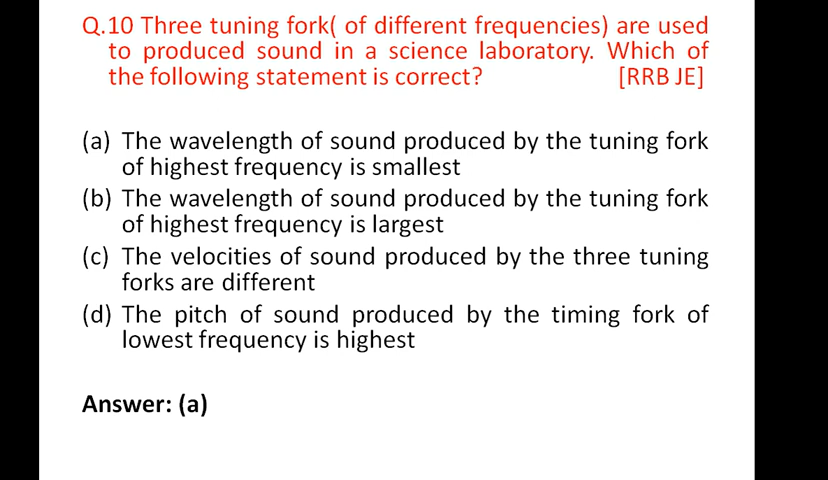 Q.10 Three tuning fork( of different frequencies) are used
to produced sound in a science laboratory. Which of
the following statement is correct? [RRB JE]
(a) The wavelength of sound produced by the tuning fork
of highest frequency is smallest
(b) The wavelength of sound produced by the tuning fork
of highest frequency is largest
(c) The velocities of sound produced by the three tuning
forks are different
(d) The pitch of sound produced by the timing fork of
lowest frequency is highest
Answer: (a)